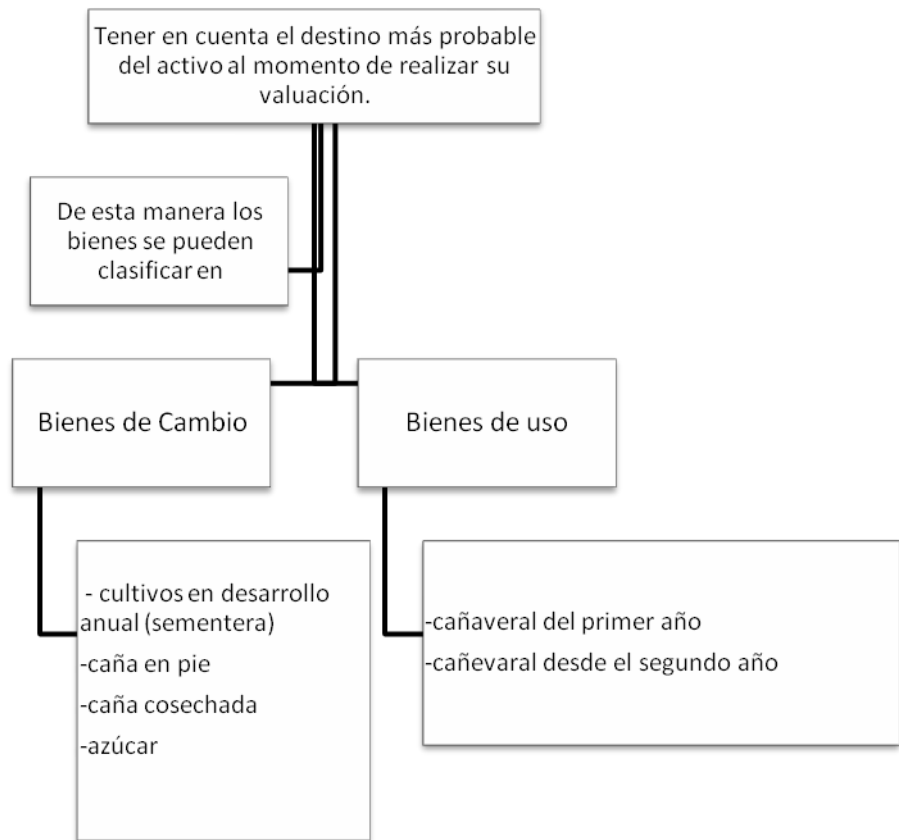 Tener en cuenta el destino más probable
del activo al momento de realizar su
valuación.
De esta manera los
bienes se pueden
clasificar en
Bienes de Cambio
Bienes de uso
- cultivos en desarrollo
anual (sementera)
-caña en pie
-caña cosechada
-azúcar
-cañaveral del primer año
-cañevaral desde el segundo año